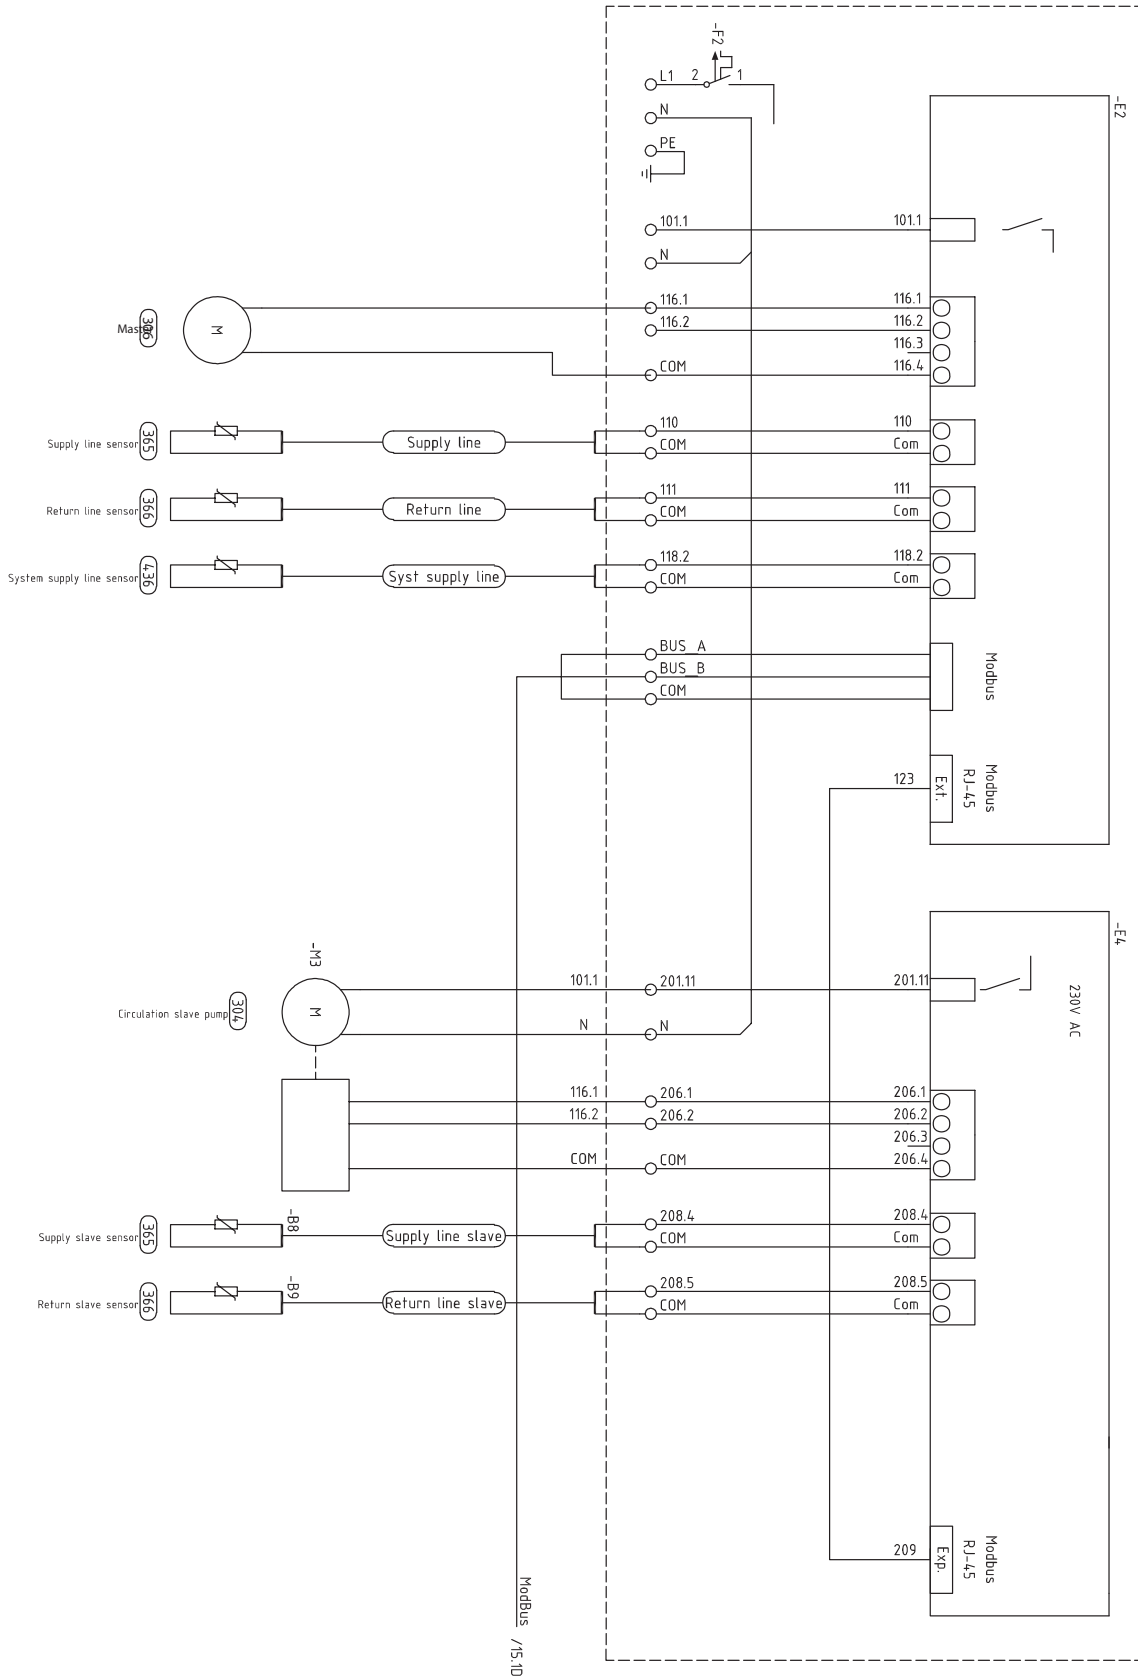 -F2
L1 2 1
N
PE
-E2
101.1 101.1
N
116.1 116.1
116.2 116.2
116.3
COM 116.4
Master
M
Supply line sensor 365 Supply line 110 110
COM Com
Return line sensor 366 Return line 111 111
COM Com
System supply line sensor 436 Syst supply line 118.2 118.2
COM Com
BUS_A
BUS_B
COM
Modbus
123
Ext.
RJ-45
Modbus
-E4
230V AC
-M3
M
Circulation slave pump 304
101.1 201.11 201.11
N N
116.1 206.1 206.1
116.2 206.2 206.2
206.3
COM COM 206.4
Supply slave sensor 365 -B8 Supply line slave 208.4 208.4
COM Com
Return slave sensor 366 -B9 Return line slave 208.5 208.5
COM Com
209
Exp.
RJ-45
Modbus
ModBus /15.1D